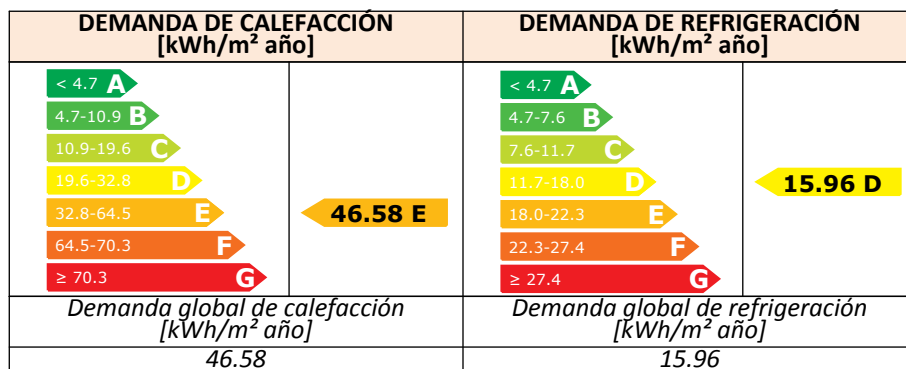 DEMANDA DE CALEFACCIÓN
[kWh/m² año]
DEMANDA DE REFRIGERACIÓN
[kWh/m² año]
< 4.7 A
4.7-10.9 B
10.9-19.6 C
19.6-32.8 D
32.8-64.5 E
64.5-70.3 F
≥ 70.3 G
46.58 E
< 4.7 A
4.7-7.6 B
7.6-11.7 C
11.7-18.0 D
18.0-22.3 E
22.3-27.4 F
≥ 27.4 G
15.96 D
Demanda global de calefacción
[kWh/m² año]
Demanda global de refrigeración
[kWh/m² año]
46.58
15.96